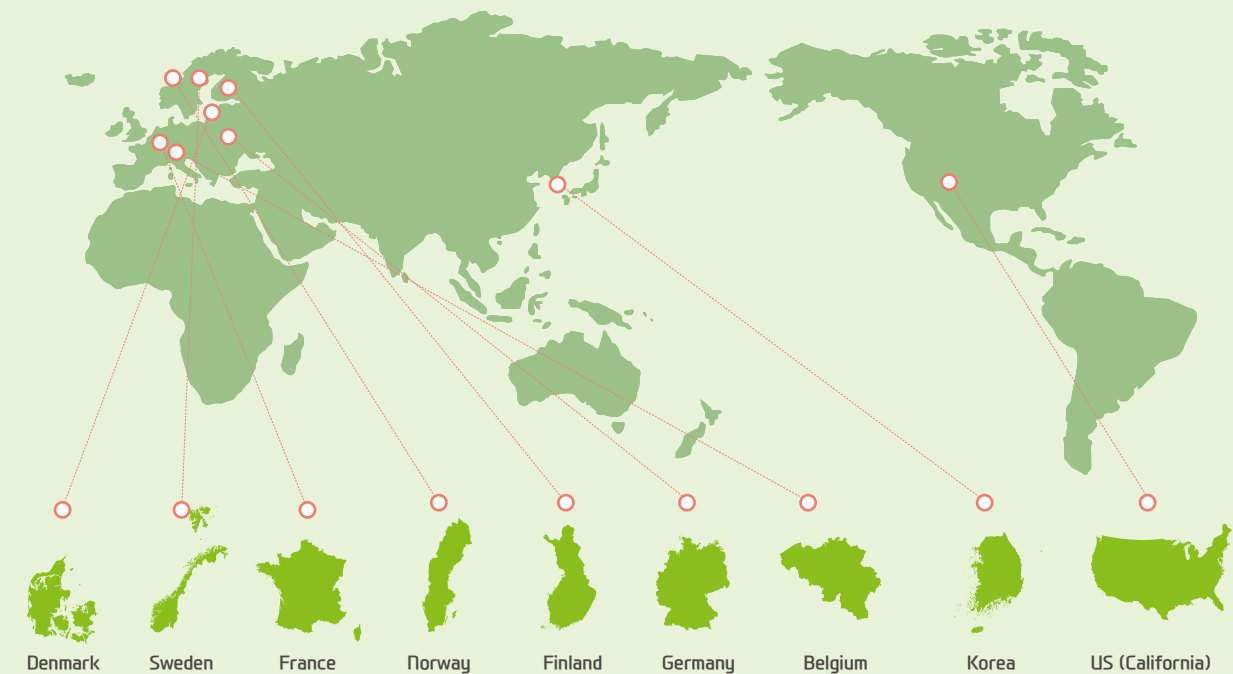 Denmark
Sweden
France
Norway
Finland
Germany
Belgium
Korea
US (California)